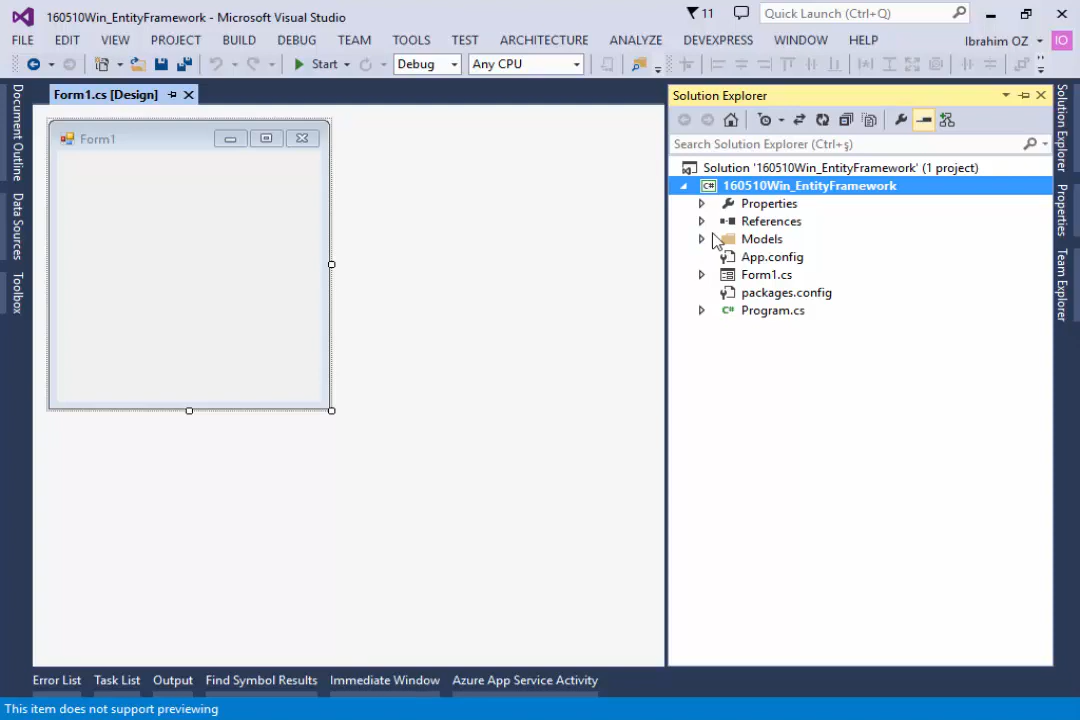 160510Win_EntityFramework - Microsoft Visual Studio
11
Quick Launch (Ctrl+Q)
FILE EDIT VIEW PROJECT BUILD DEBUG TEAM TOOLS TEST ARCHITECTURE ANALYZE DEVEXPRESS WINDOW HELP
Ibrahim OZ
IO
Start
Debug
Any CPU
Document Outline
Data Sources
Toolbox
Form1.cs [Design]
Form1
Solution Explorer
Search Solution Explorer (Ctrl+ş)
Solution '160510Win_EntityFramework' (1 project)
C# 160510Win_EntityFramework
Properties
References
Models
App.config
Form1.cs
packages.config
C# Program.cs
Solution Explorer
Properties
Team Explorer
Error List Task List Output Find Symbol Results Immediate Window Azure App Service Activity
This item does not support previewing